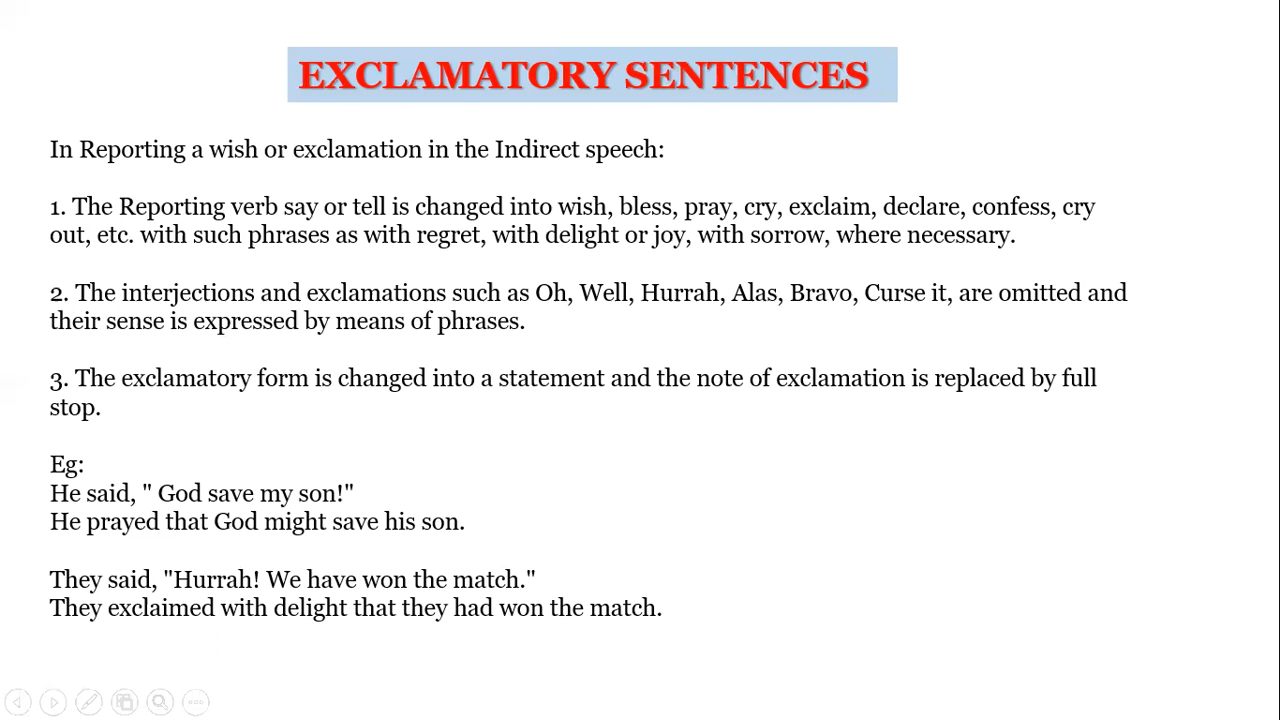 EXCLAMATORY SENTENCES
In Reporting a wish or exclamation in the Indirect speech:
1. The Reporting verb say or tell is changed into wish, bless, pray, cry, exclaim, declare, confess, cry
out, etc. with such phrases as with regret, with delight or joy, with sorrow, where necessary.
2. The interjections and exclamations such as Oh, Well, Hurrah, Alas, Bravo, Curse it, are omitted and
their sense is expressed by means of phrases.
3. The exclamatory form is changed into a statement and the note of exclamation is replaced by full
stop.
Eg:
He said, " God save my son!"
He prayed that God might save his son.
They said, "Hurrah! We have won the match."
They exclaimed with delight that they had won the match.